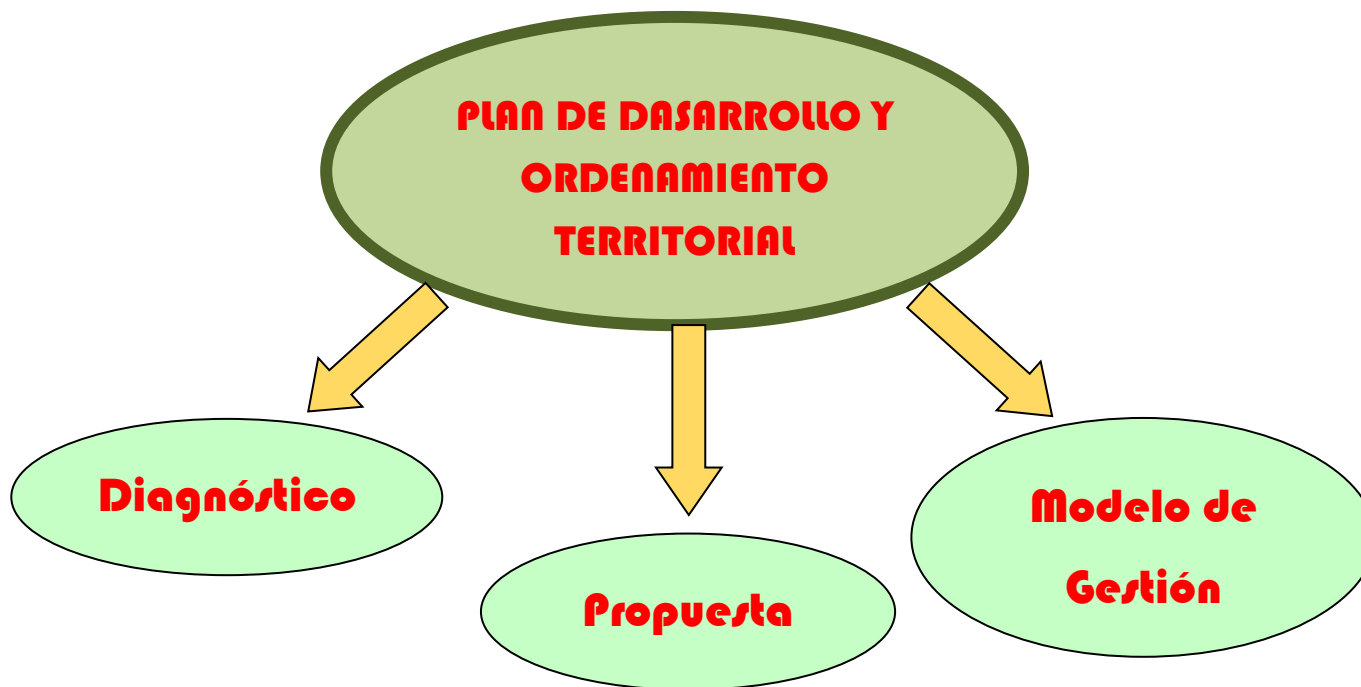 PLAN DE DASARROLLO Y
ORDENAMIENTO
TERRITORIAL
Diagnóstico
Propuesta
Modelo de
Gestión